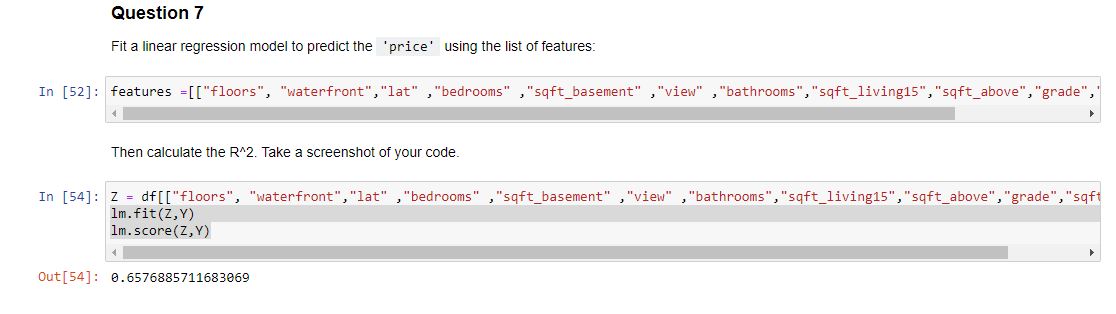 Question 7
Fit a linear regression model to predict the 'price' using the list of features:
In [52]: features =[["floors", "waterfront","lat" ,"bedrooms" ,"sqft_basement" ,"view" ,"bathrooms","sqft_living15","sqft_above","grade","
Then calculate the R^2. Take a screenshot of your code.
In [54]: Z = df[["floors", "waterfront","lat" ,"bedrooms" ,"sqft_basement" ,"view" ,"bathrooms","sqft_living15","sqft_above","grade","sqft
lm.fit(Z,Y)
lm.score(Z,Y)
Out[54]: 0.6576885711683069